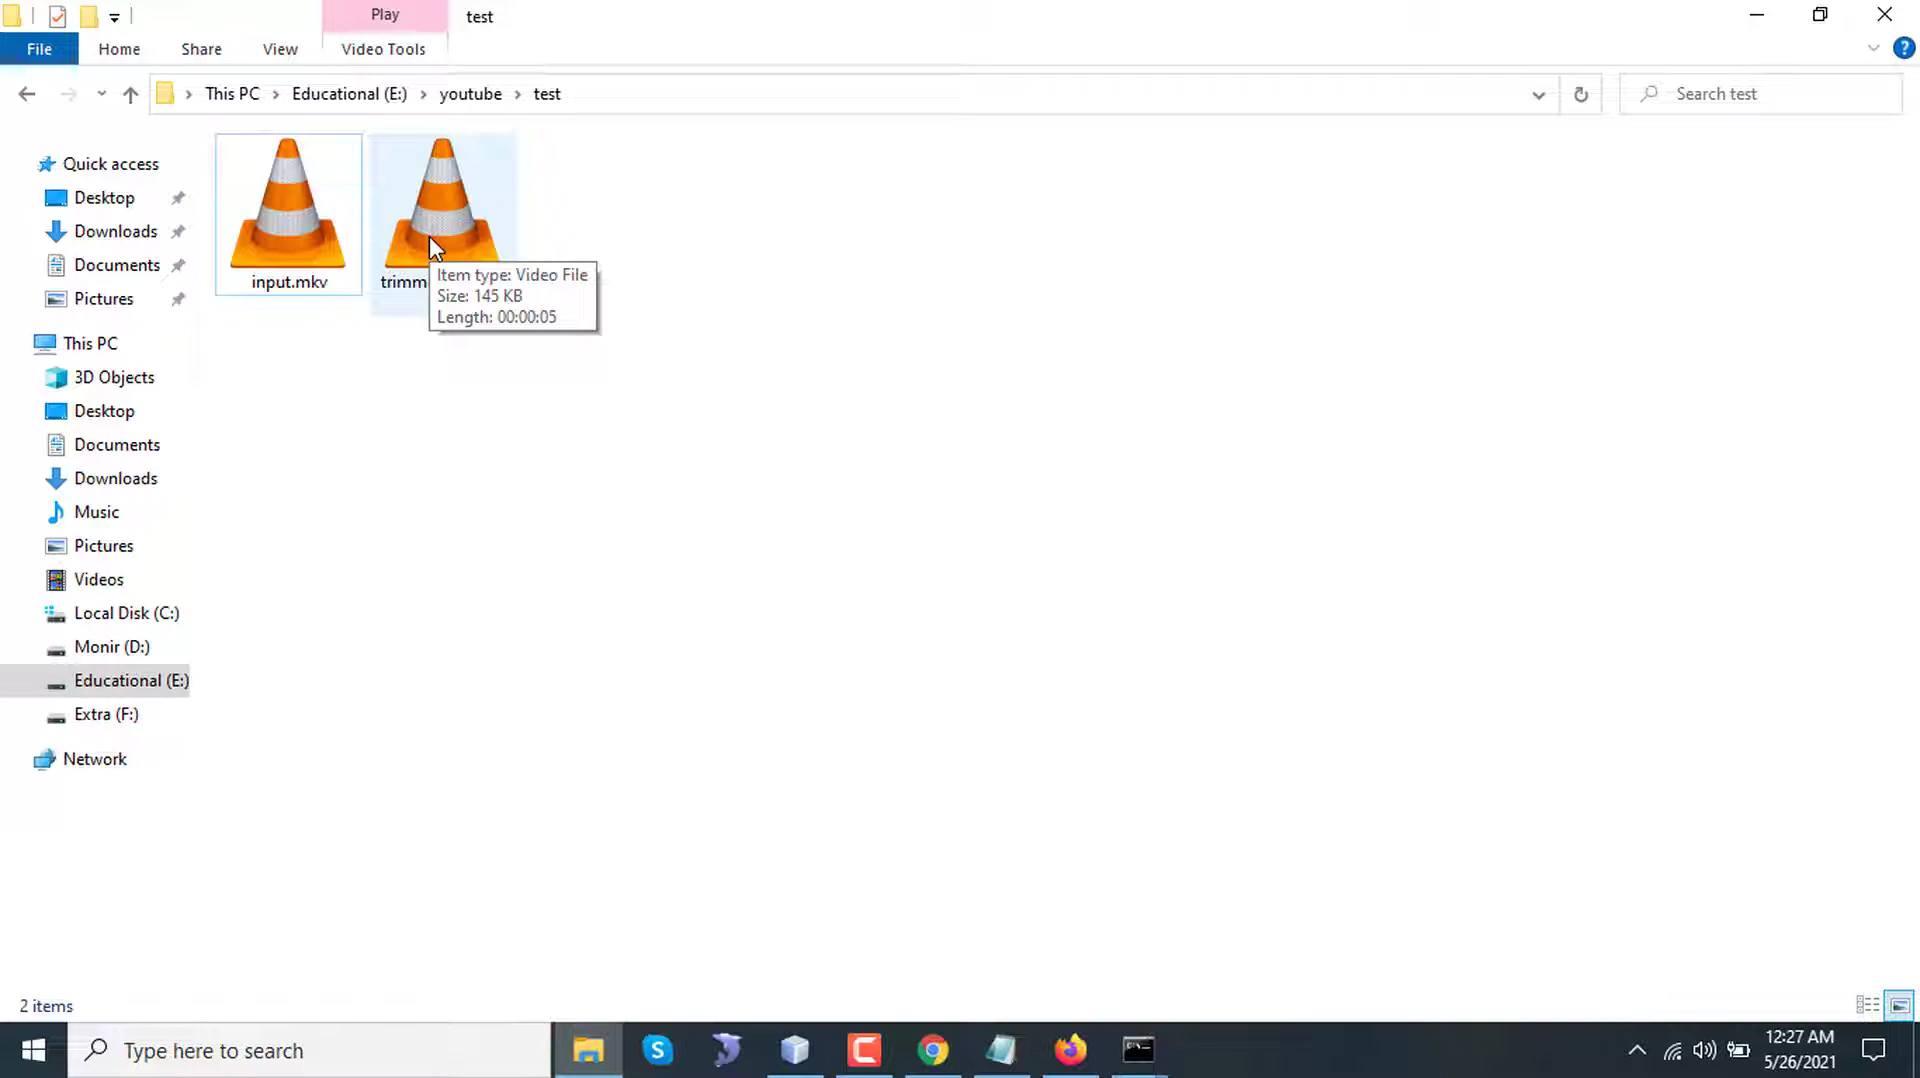 Play
test
File
Home
Share
View
Video Tools
This PC
Educational (E:)
youtube
test
Search test
Quick access
Desktop
Downloads
Documents
Pictures
This PC
3D Objects
Desktop
Documents
Downloads
Music
Pictures
Videos
Local Disk (C:)
Monir (D:)
Educational (E:)
Extra (F:)
Network
input.mkv
Item type: Video File
Size: 145 KB
Length: 00:00:05
2 items
Type here to search
12:27 AM
5/26/2021